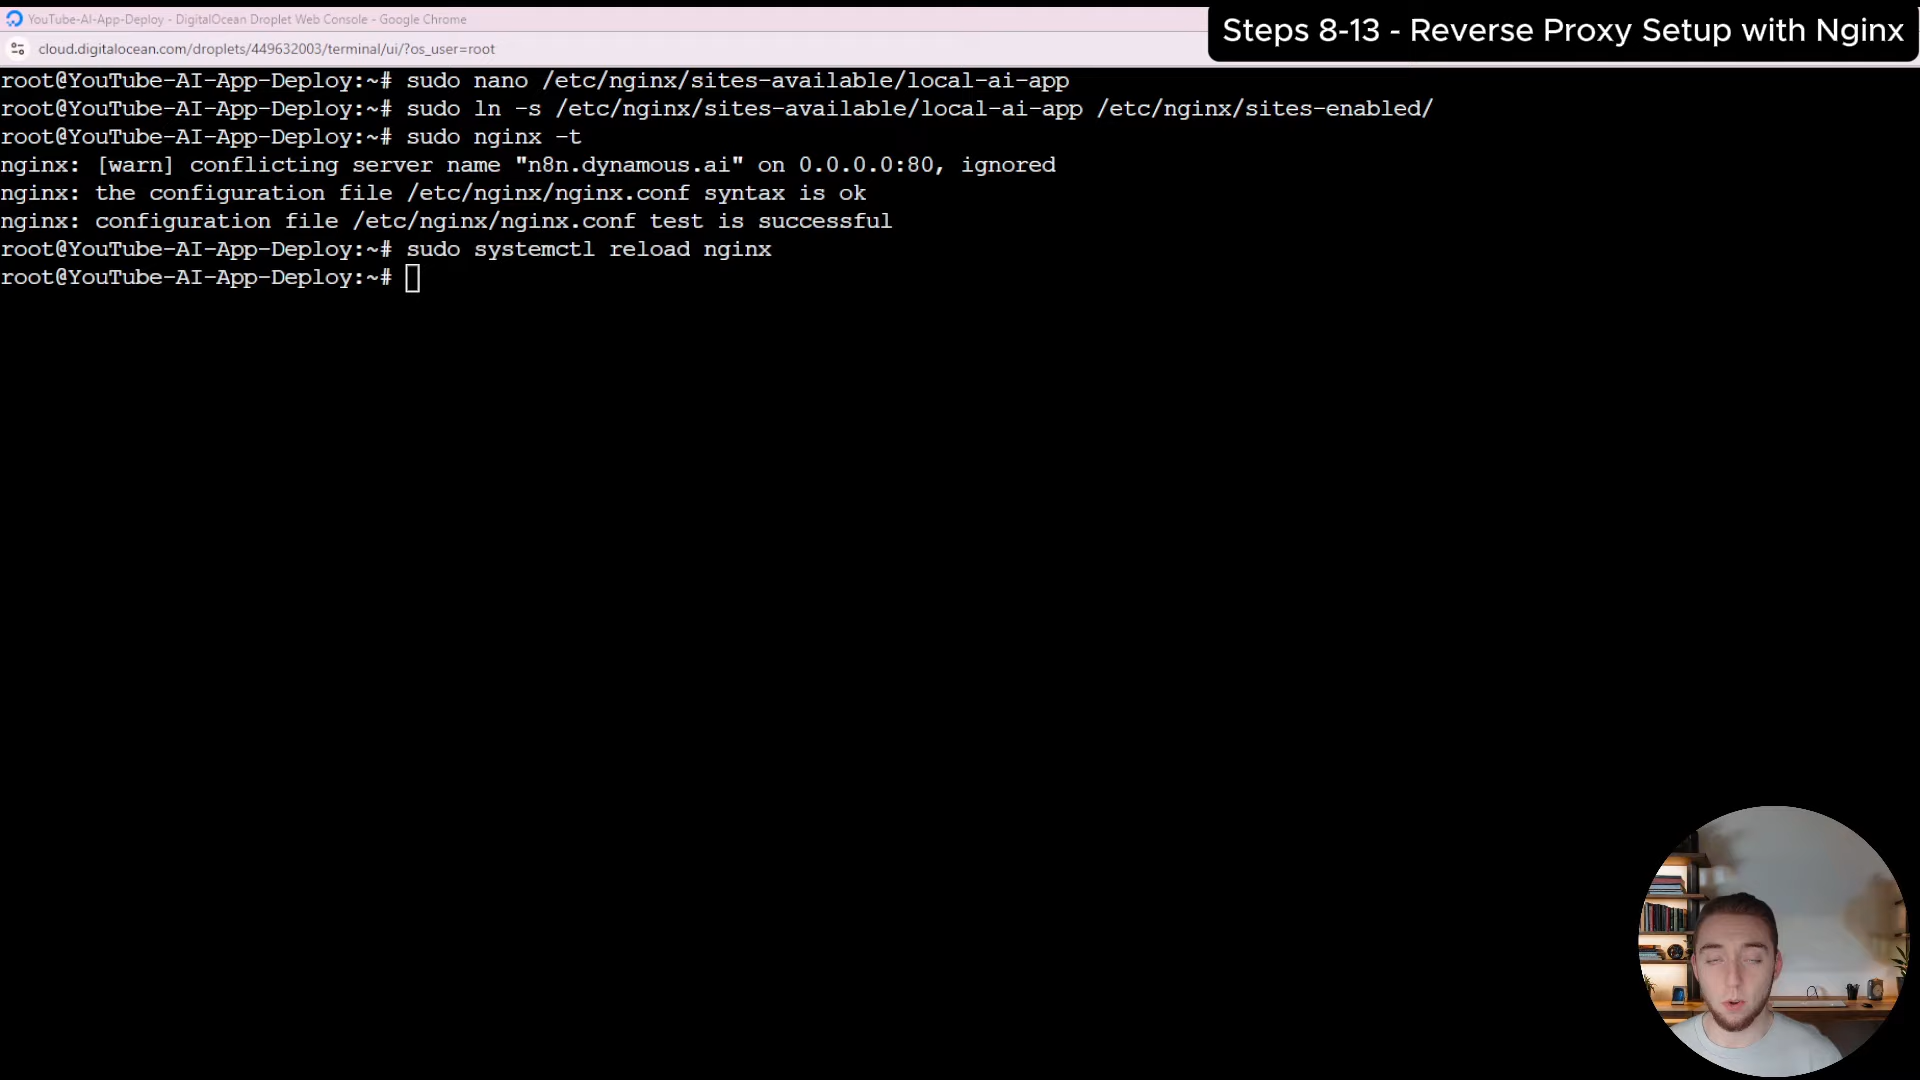 YouTube-AI-App-Deploy - DigitalOcean Droplet Web Console - Google Chrome
Steps 8-13 - Reverse Proxy Setup with Nginx
cloud.digitalocean.com/droplets/449632003/terminal/ui/?os_user=root
root@YouTube-AI-App-Deploy:~# sudo nano /etc/nginx/sites-available/local-ai-app
root@YouTube-AI-App-Deploy:~# sudo ln -s /etc/nginx/sites-available/local-ai-app /etc/nginx/sites-enabled/
root@YouTube-AI-App-Deploy:~# sudo nginx -t
nginx: [warn] conflicting server name "n8n.dynamous.ai" on 0.0.0.0:80, ignored
nginx: the configuration file /etc/nginx/nginx.conf syntax is ok
nginx: configuration file /etc/nginx/nginx.conf test is successful
root@YouTube-AI-App-Deploy:~# sudo systemctl reload nginx
root@YouTube-AI-App-Deploy:~#